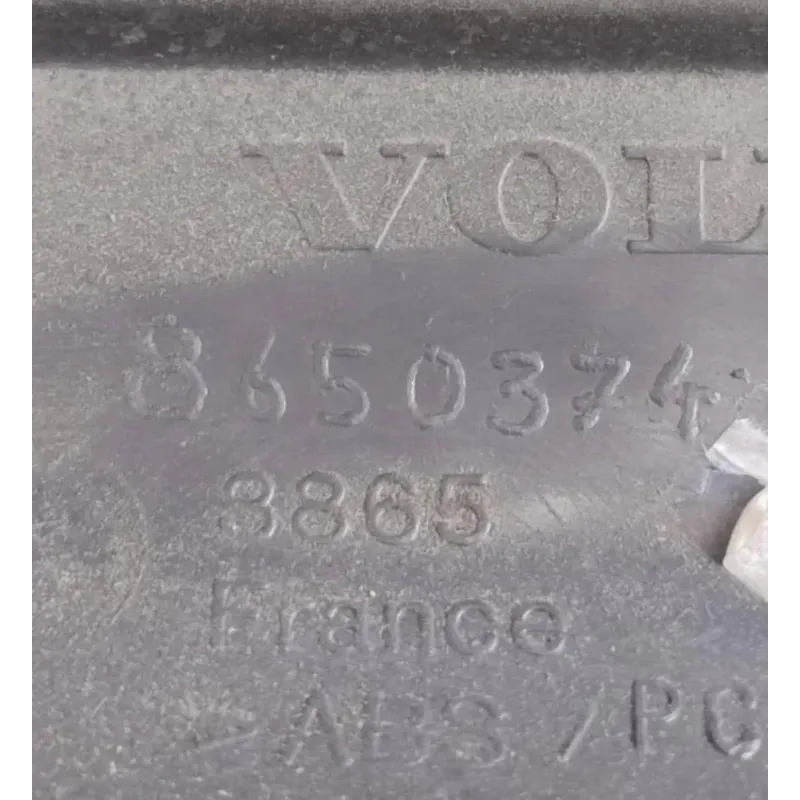 VOL
8650374
8865
France
>ABS/PC